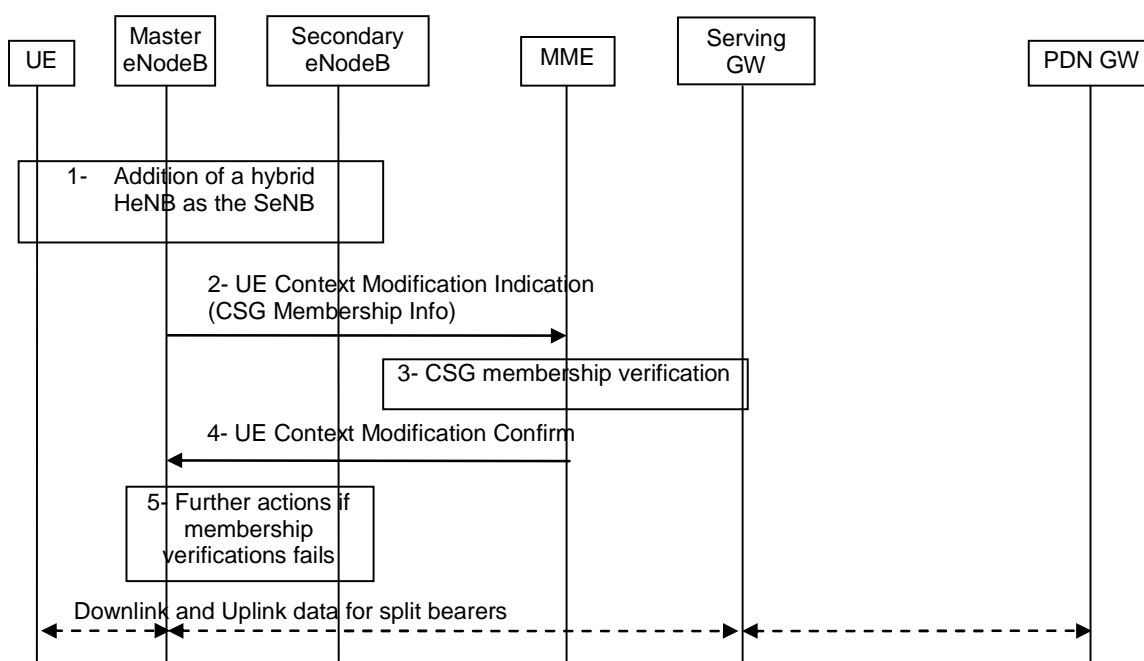 UE
Master
eNodeB
Secondary
eNodeB
MME
Serving
GW
PDN GW
1- Addition of a hybrid
HeNB as the SeNB
2- UE Context Modification Indication
(CSG Membership Info)
3- CSG membership verification
4- UE Context Modification Confirm
5- Further actions if
membership
verifications fails
Downlink and Uplink data for split bearers